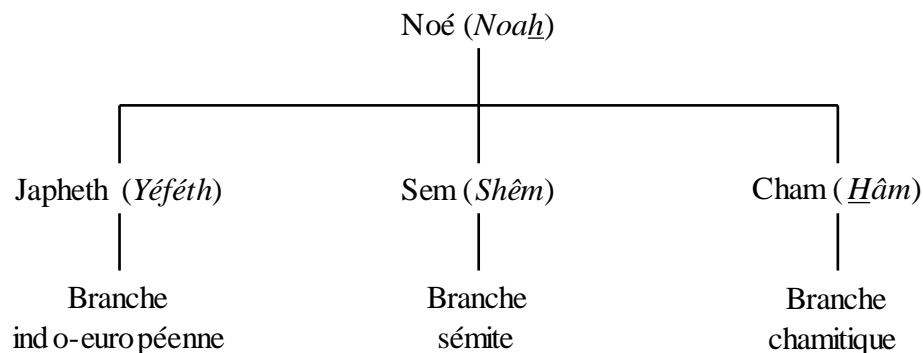 Noé (Noah)
Japheth (Yéféth)
Sem (Shêm)
Cham (Hâm)
Branche
indo-européenne
Branche
sémite
Branche
chamitique